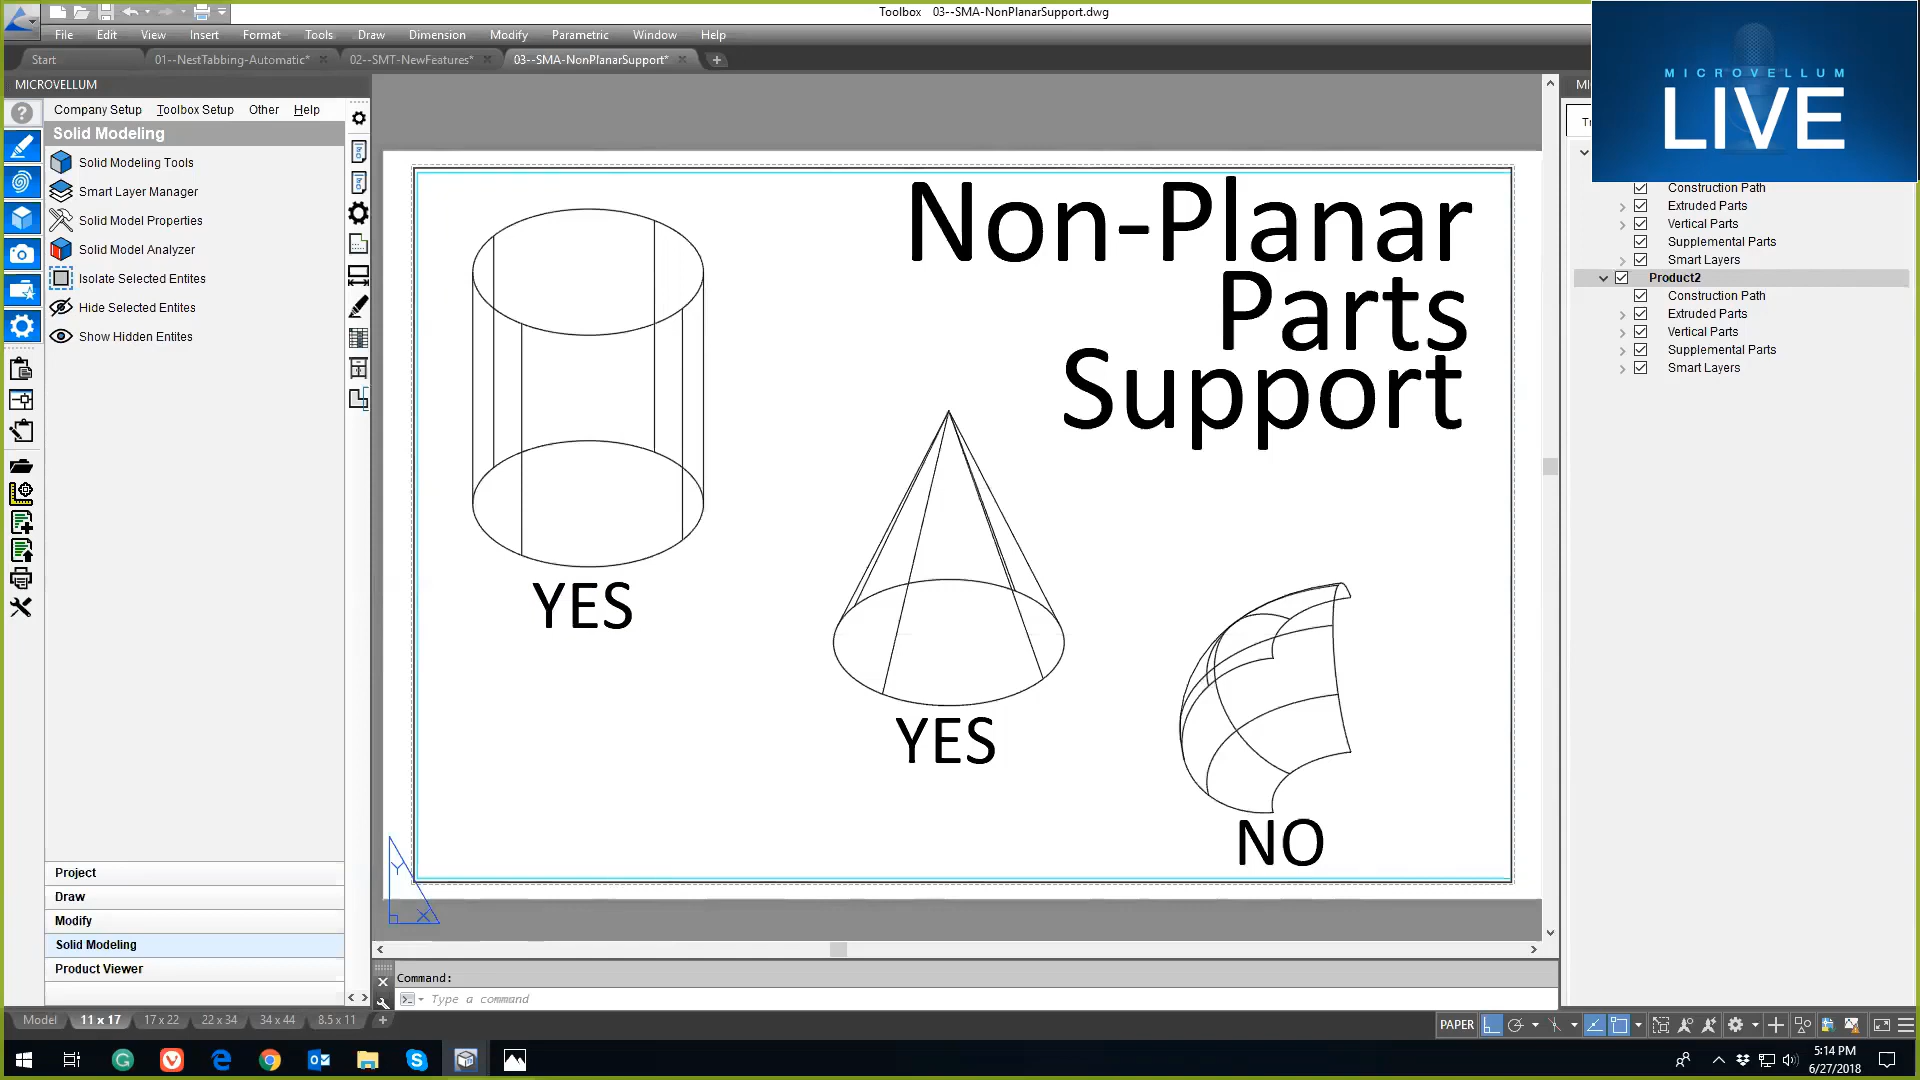 Toolbox 03--SMA-NonPlanarSupport.dwg
File Edit View Insert Format Tools Draw Dimension Modify Parametric Window Help
Start 01--NestTabbing-Automatic* 02--SMT-NewFeatures* 03--SMA-NonPlanarSupport*
MICROVELLUM
Company Setup Toolbox Setup Other Help
Solid Modeling
Solid Modeling Tools
Smart Layer Manager
Solid Model Properties
Solid Model Analyzer
Isolate Selected Entites
Hide Selected Entites
Show Hidden Entites
Project
Draw
Modify
Solid Modeling
Product Viewer
Non-Planar
Parts
Support
YES
YES
NO
Y
X
Command:
Type a command
MICROVELLUM
LIVE
Construction Path
Extruded Parts
Vertical Parts
Supplemental Parts
Smart Layers
Product2
Construction Path
Extruded Parts
Vertical Parts
Supplemental Parts
Smart Layers
Model 11 x 17 17 x 22 22 x 34 34 x 44 8.5 x 11
PAPER
5:14 PM
6/27/2018